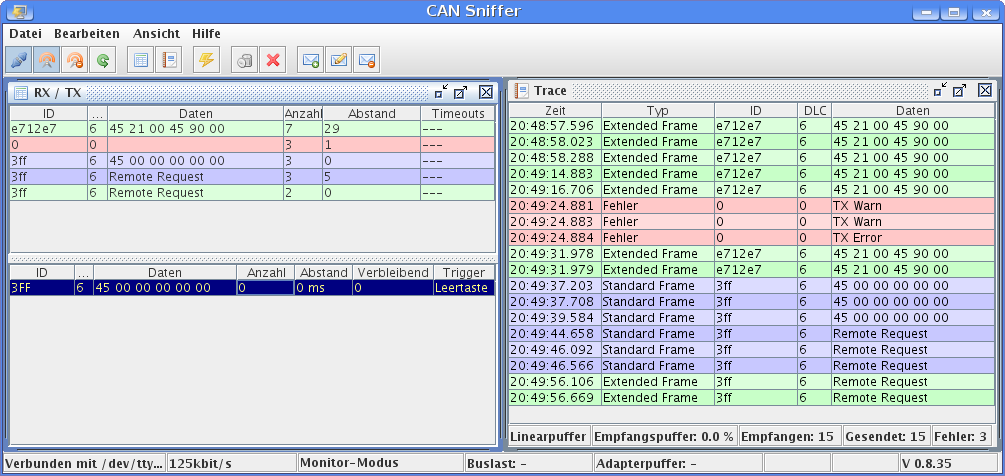 CAN Sniffer
Datei Bearbeiten Ansicht Hilfe
RX / TX
ID ... Daten Anzahl Abstand Timeouts
e712e7 6 45 21 00 45 90 00 7 29 ---
0 0 3 1 ---
3ff 6 45 00 00 00 00 00 3 0 ---
3ff 6 Remote Request 3 5 ---
3ff 6 Remote Request 2 0 ---
ID ... Daten Anzahl Abstand Verbleibend Trigger
3FF 6 45 00 00 00 00 00 0 0 ms 0 Leertaste
Trace
Zeit Typ ID DLC Daten
20:48:57.596 Extended Frame e712e7 6 45 21 00 45 90 00
20:48:58.023 Extended Frame e712e7 6 45 21 00 45 90 00
20:48:58.288 Extended Frame e712e7 6 45 21 00 45 90 00
20:49:14.883 Extended Frame e712e7 6 45 21 00 45 90 00
20:49:16.706 Extended Frame e712e7 6 45 21 00 45 90 00
20:49:24.881 Fehler 0 0 TX Warn
20:49:24.883 Fehler 0 0 TX Warn
20:49:24.884 Fehler 0 0 TX Error
20:49:31.978 Extended Frame e712e7 6 45 21 00 45 90 00
20:49:31.979 Extended Frame e712e7 6 45 21 00 45 90 00
20:49:37.203 Standard Frame 3ff 6 45 00 00 00 00 00
20:49:37.708 Standard Frame 3ff 6 45 00 00 00 00 00
20:49:39.584 Standard Frame 3ff 6 45 00 00 00 00 00
20:49:44.658 Standard Frame 3ff 6 Remote Request
20:49:46.092 Standard Frame 3ff 6 Remote Request
20:49:46.566 Standard Frame 3ff 6 Remote Request
20:49:56.106 Extended Frame 3ff 6 Remote Request
20:49:56.669 Extended Frame 3ff 6 Remote Request
Linearpuffer Empfangspuffer: 0.0 % Empfangen: 15 Gesendet: 15 Fehler: 3
Verbunden mit /dev/tty... 125kbit/s Monitor-Modus Buslast: - Adapterpuffer: - V 0.8.35